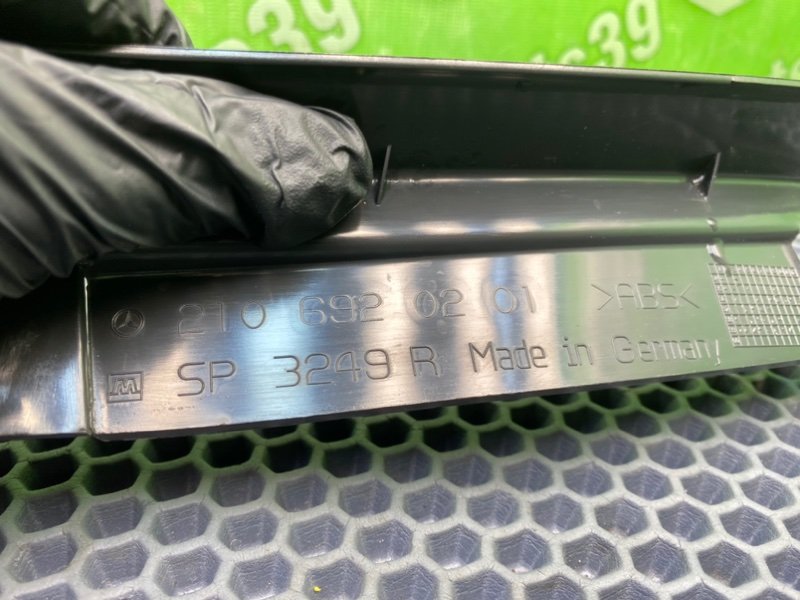 210 692 02 01 >ABS<
M SP 3249 R Made in Germany